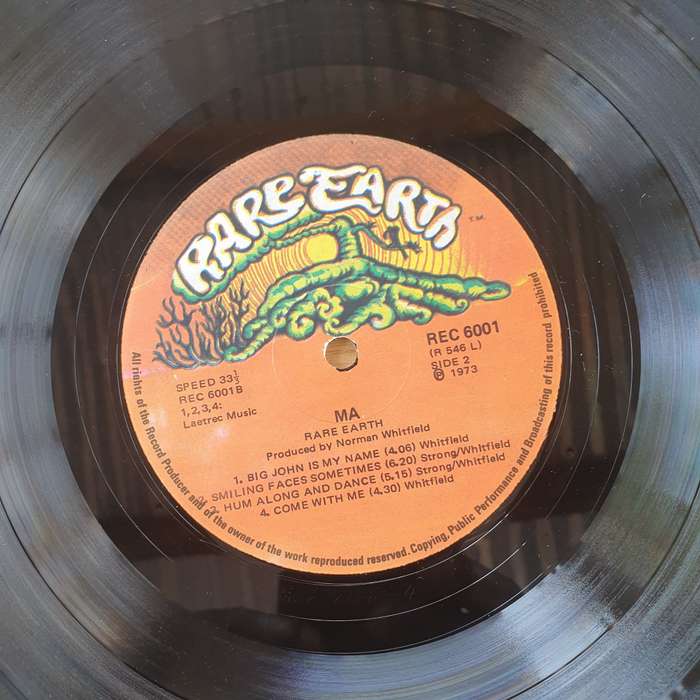 RARE EARTH
T.M.
REC 6001
(R 546 L)
SIDE 2
℗ 1973
SPEED 33⅓
REC 6001B
1,2,3,4:
Laetrec Music
MA
RARE EARTH
Produced by Norman Whitfield
1. BIG JOHN IS MY NAME (4.06) Whitfield
2. SMILING FACES SOMETIMES (6.20) Strong/Whitfield
3. HUM ALONG AND DANCE (5.15) Strong/Whitfield
4. COME WITH ME (4.30) Whitfield
All rights of the Record Producer and of the owner of the work reproduced reserved. Copying, Public Performance and Broadcasting of this record prohibited